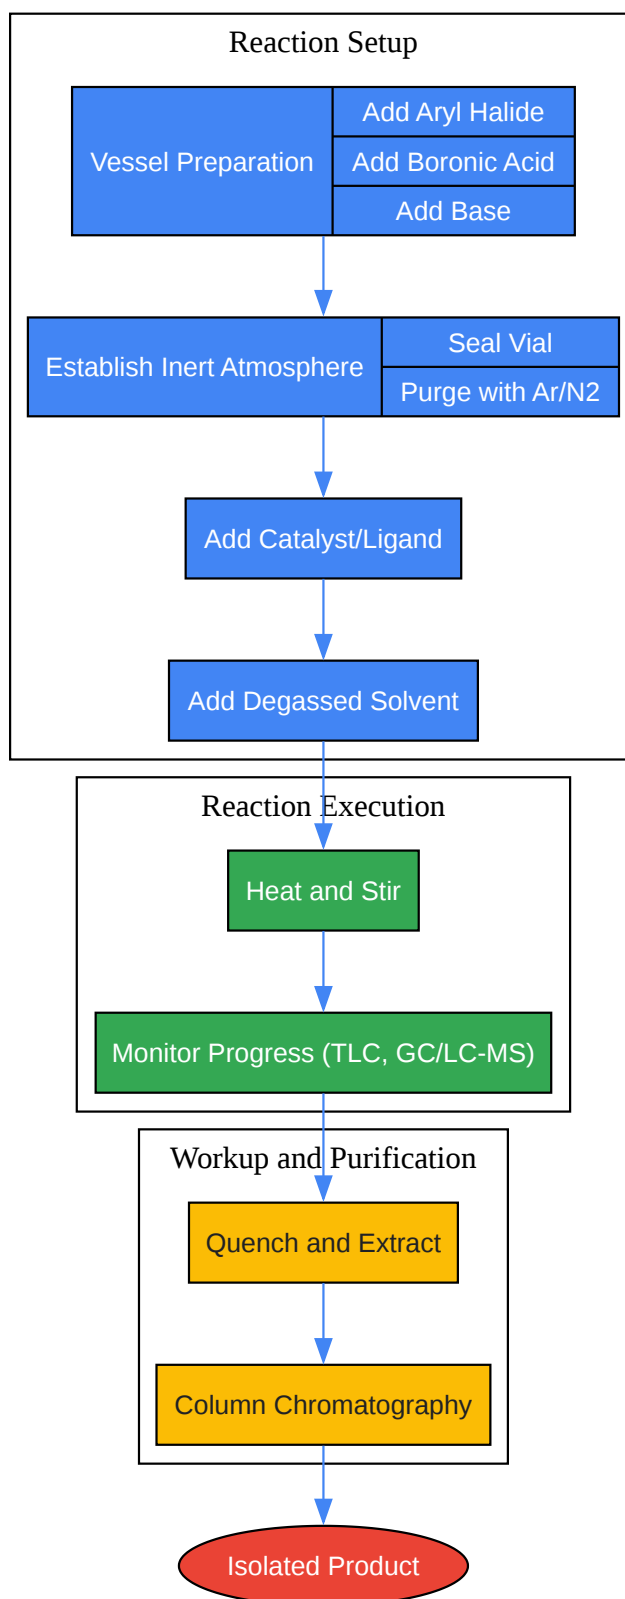 Reaction Setup
Vessel Preparation
Add Aryl Halide
Add Boronic Acid
Add Base
Establish Inert Atmosphere
Seal Vial
Purge with Ar/N2
Add Catalyst/Ligand
Add Degassed Solvent
Reaction Execution
Heat and Stir
Monitor Progress (TLC, GC/LC-MS)
Workup and Purification
Quench and Extract
Column Chromatography
Isolated Product